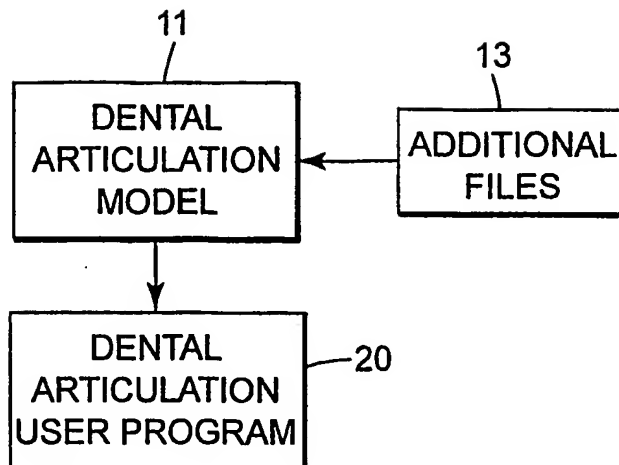 11
DENTAL
ARTICULATION
MODEL
13
ADDITIONAL
FILES
DENTAL
ARTICULATION
USER PROGRAM
20